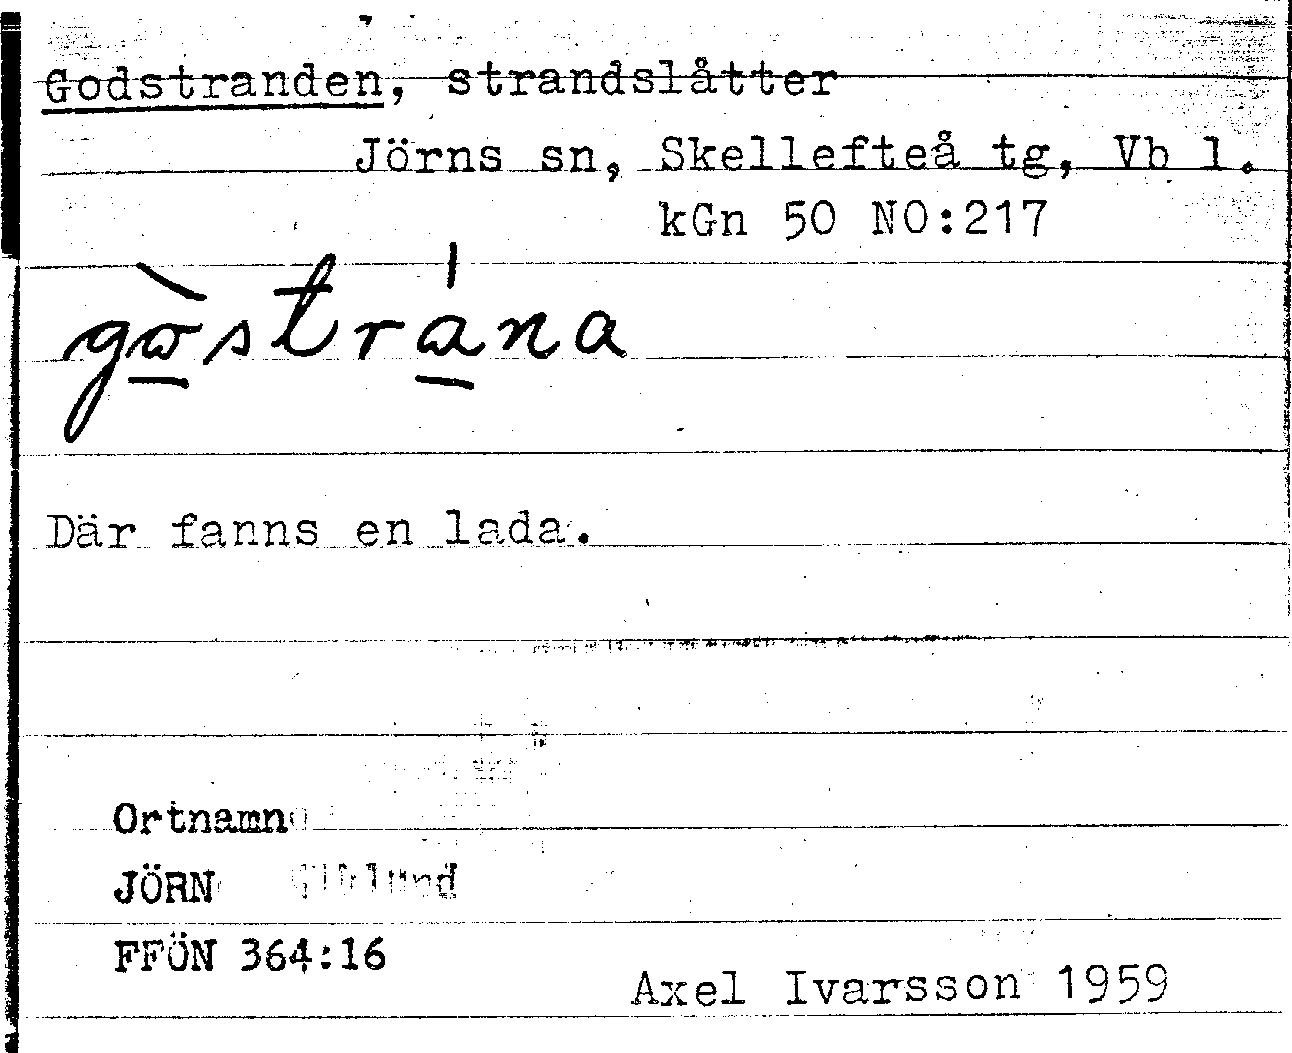 Godstranden, strandslåtter
Jörns sn, Skellefteå tg, Vb l.
kGn 50 NO:217
gòstrána
Där fanns en lada.
Ortnamn
JÖRN
FFÖN 364:16
Axel Ivarsson 1959